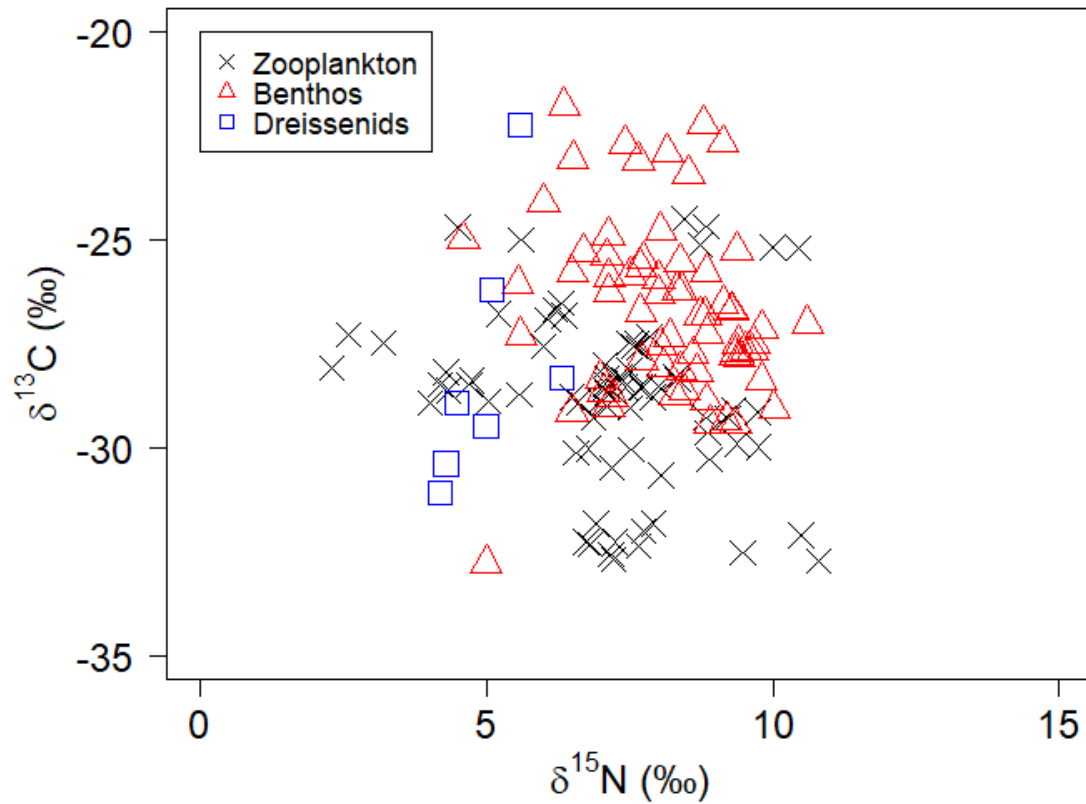 -20
-25
-30
-35
δ¹³C (‰)
Zooplankton
Benthos
Dreissenids
0 5 10 15
δ¹⁵N (‰)